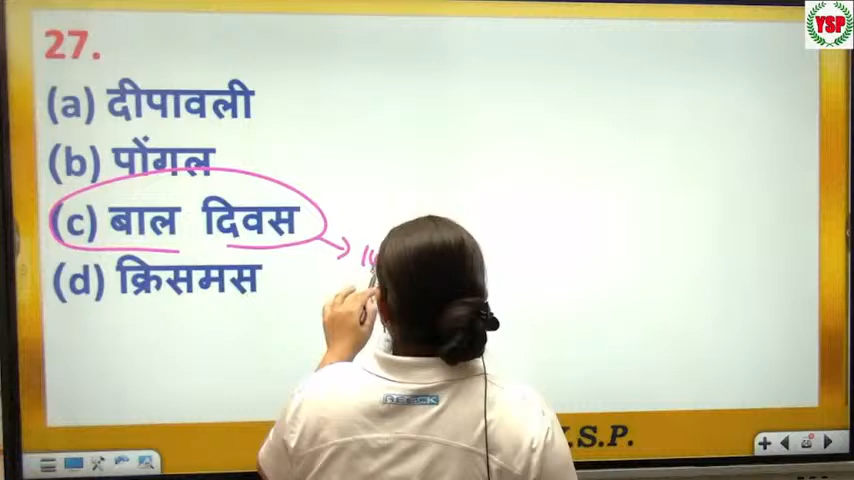 YSP
27.
(a) दीपावली
(b) पोंगल
(c) बाल दिवस
(d) क्रिसमस